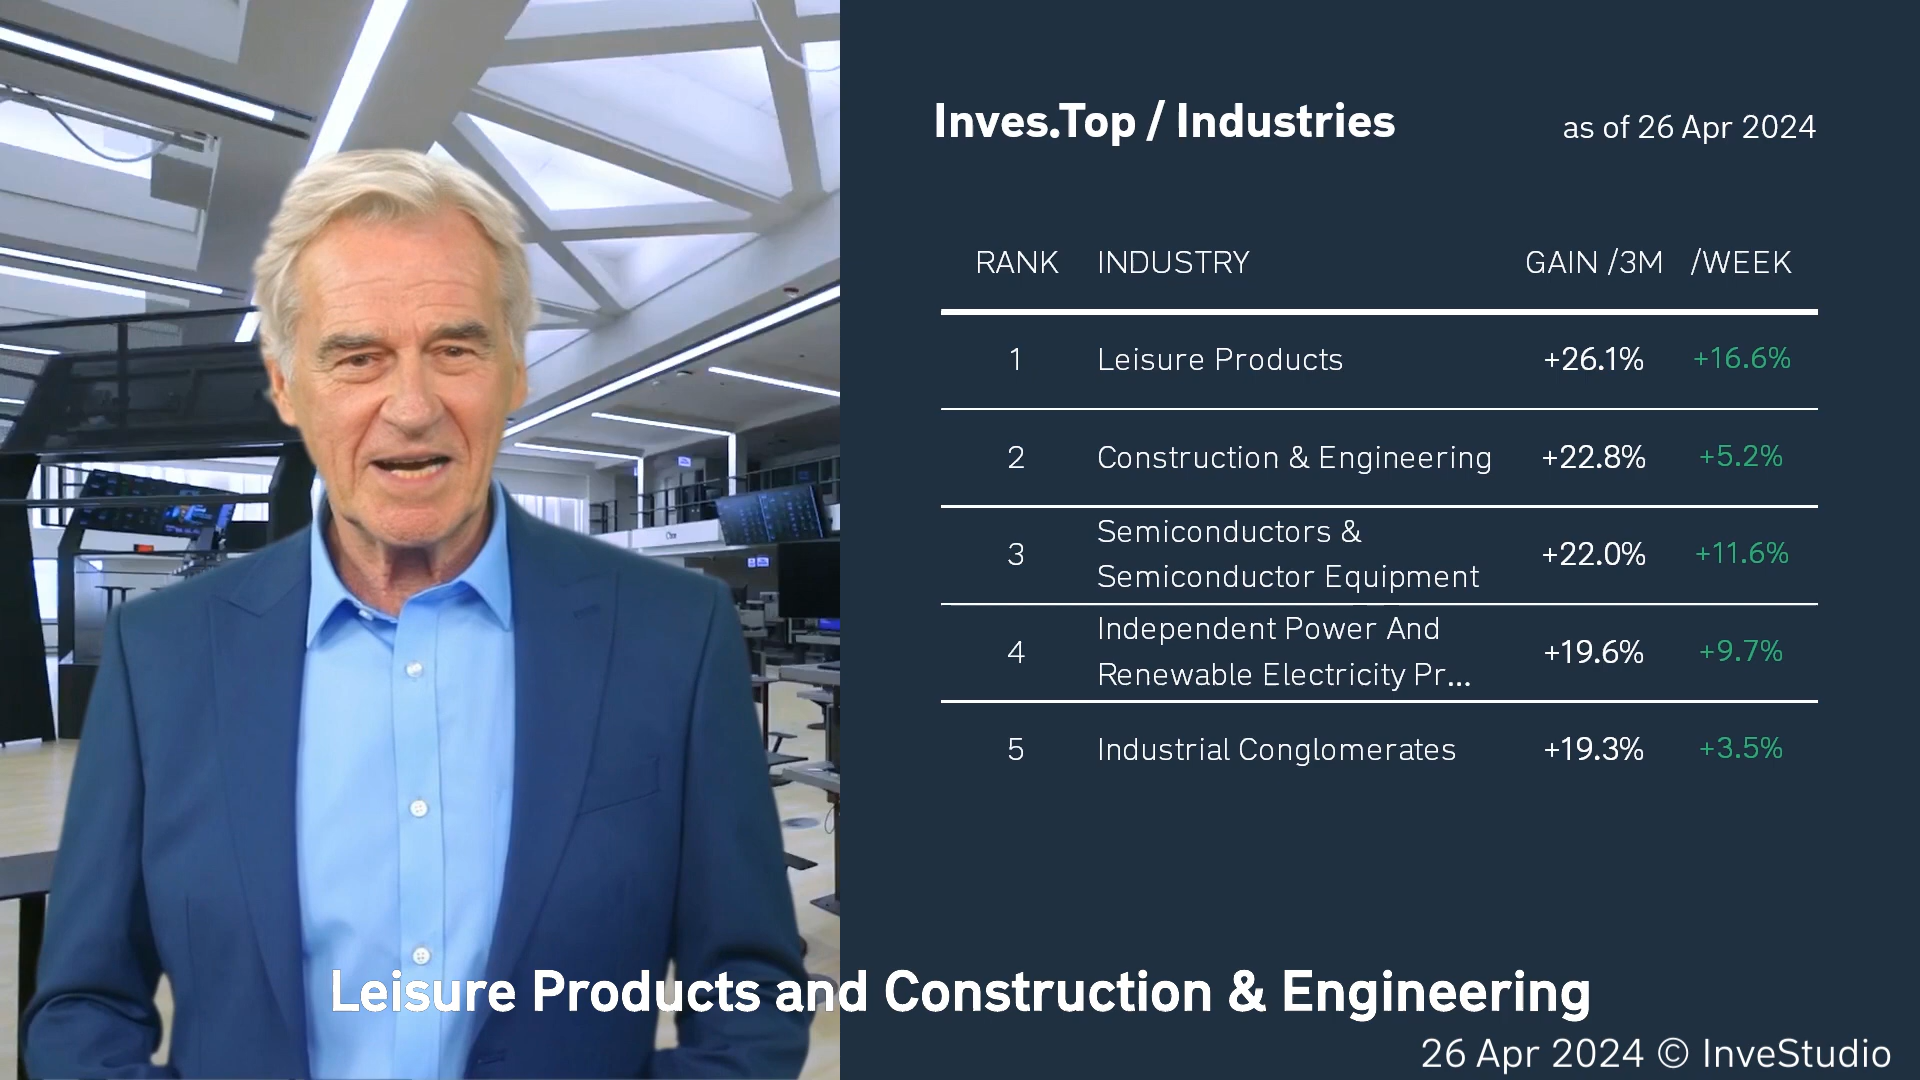 Inves.Top / Industries
as of 26 Apr 2024
RANK INDUSTRY GAIN /3M /WEEK
1 Leisure Products +26.1% +16.6%
2 Construction & Engineering +22.8% +5.2%
3 Semiconductors &
Semiconductor Equipment +22.0% +11.6%
4 Independent Power And
Renewable Electricity Pr... +19.6% +9.7%
5 Industrial Conglomerates +19.3% +3.5%
Leisure Products and Construction & Engineering
26 Apr 2024 © InveStudio